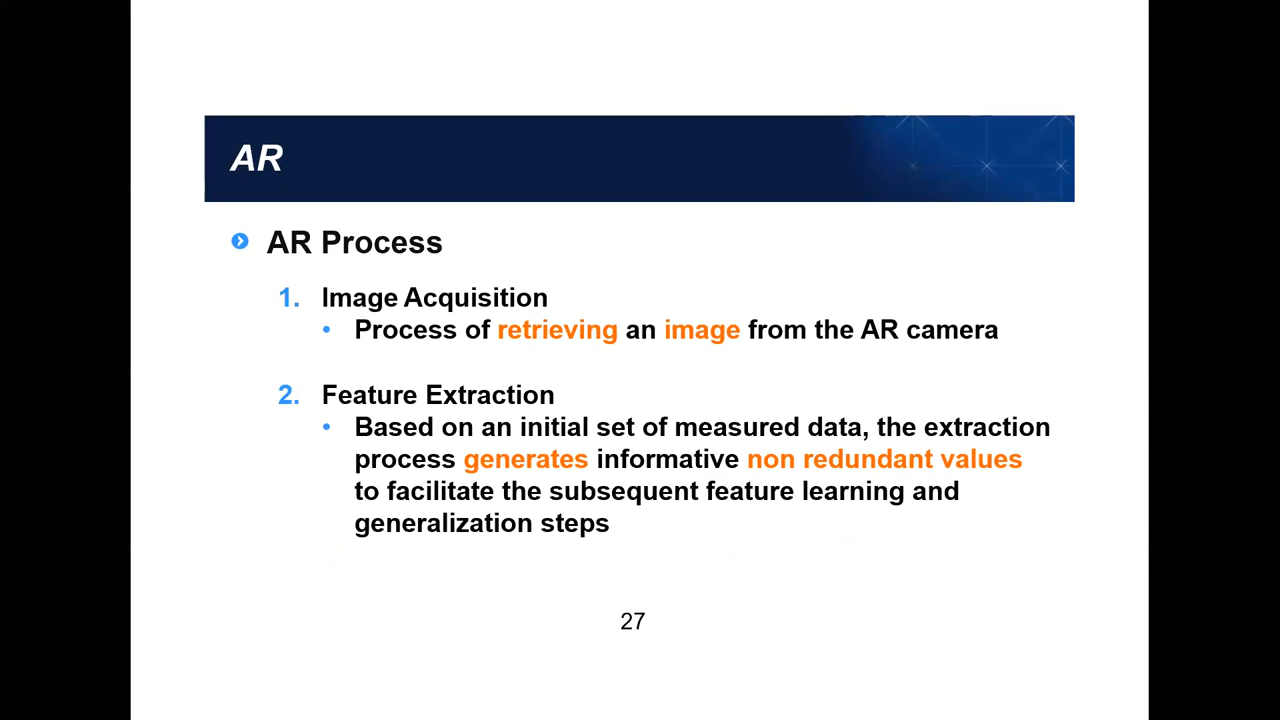 AR
AR Process
1. Image Acquisition
• Process of retrieving an image from the AR camera
2. Feature Extraction
• Based on an initial set of measured data, the extraction
process generates informative non redundant values
to facilitate the subsequent feature learning and
generalization steps
27